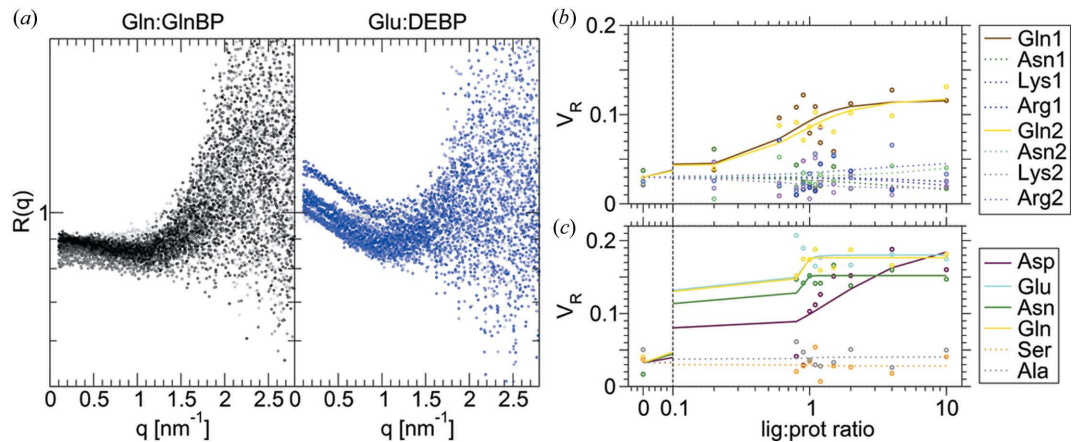 (a) Gln:GlnBP Glu:DEBP
R(q)
1
0 0.5 1 1.5 2 2.5 0 0.5 1 1.5 2 2.5
q [nm⁻¹] q [nm⁻¹]
(b)
V_R
0.2
0.1
0
Gln1
Asn1
Lys1
Arg1
Gln2
Asn2
Lys2
Arg2
(c)
V_R
0.2
0.1
0
0 0.1 1 10
lig:prot ratio
Asp
Glu
Asn
Gln
Ser
Ala